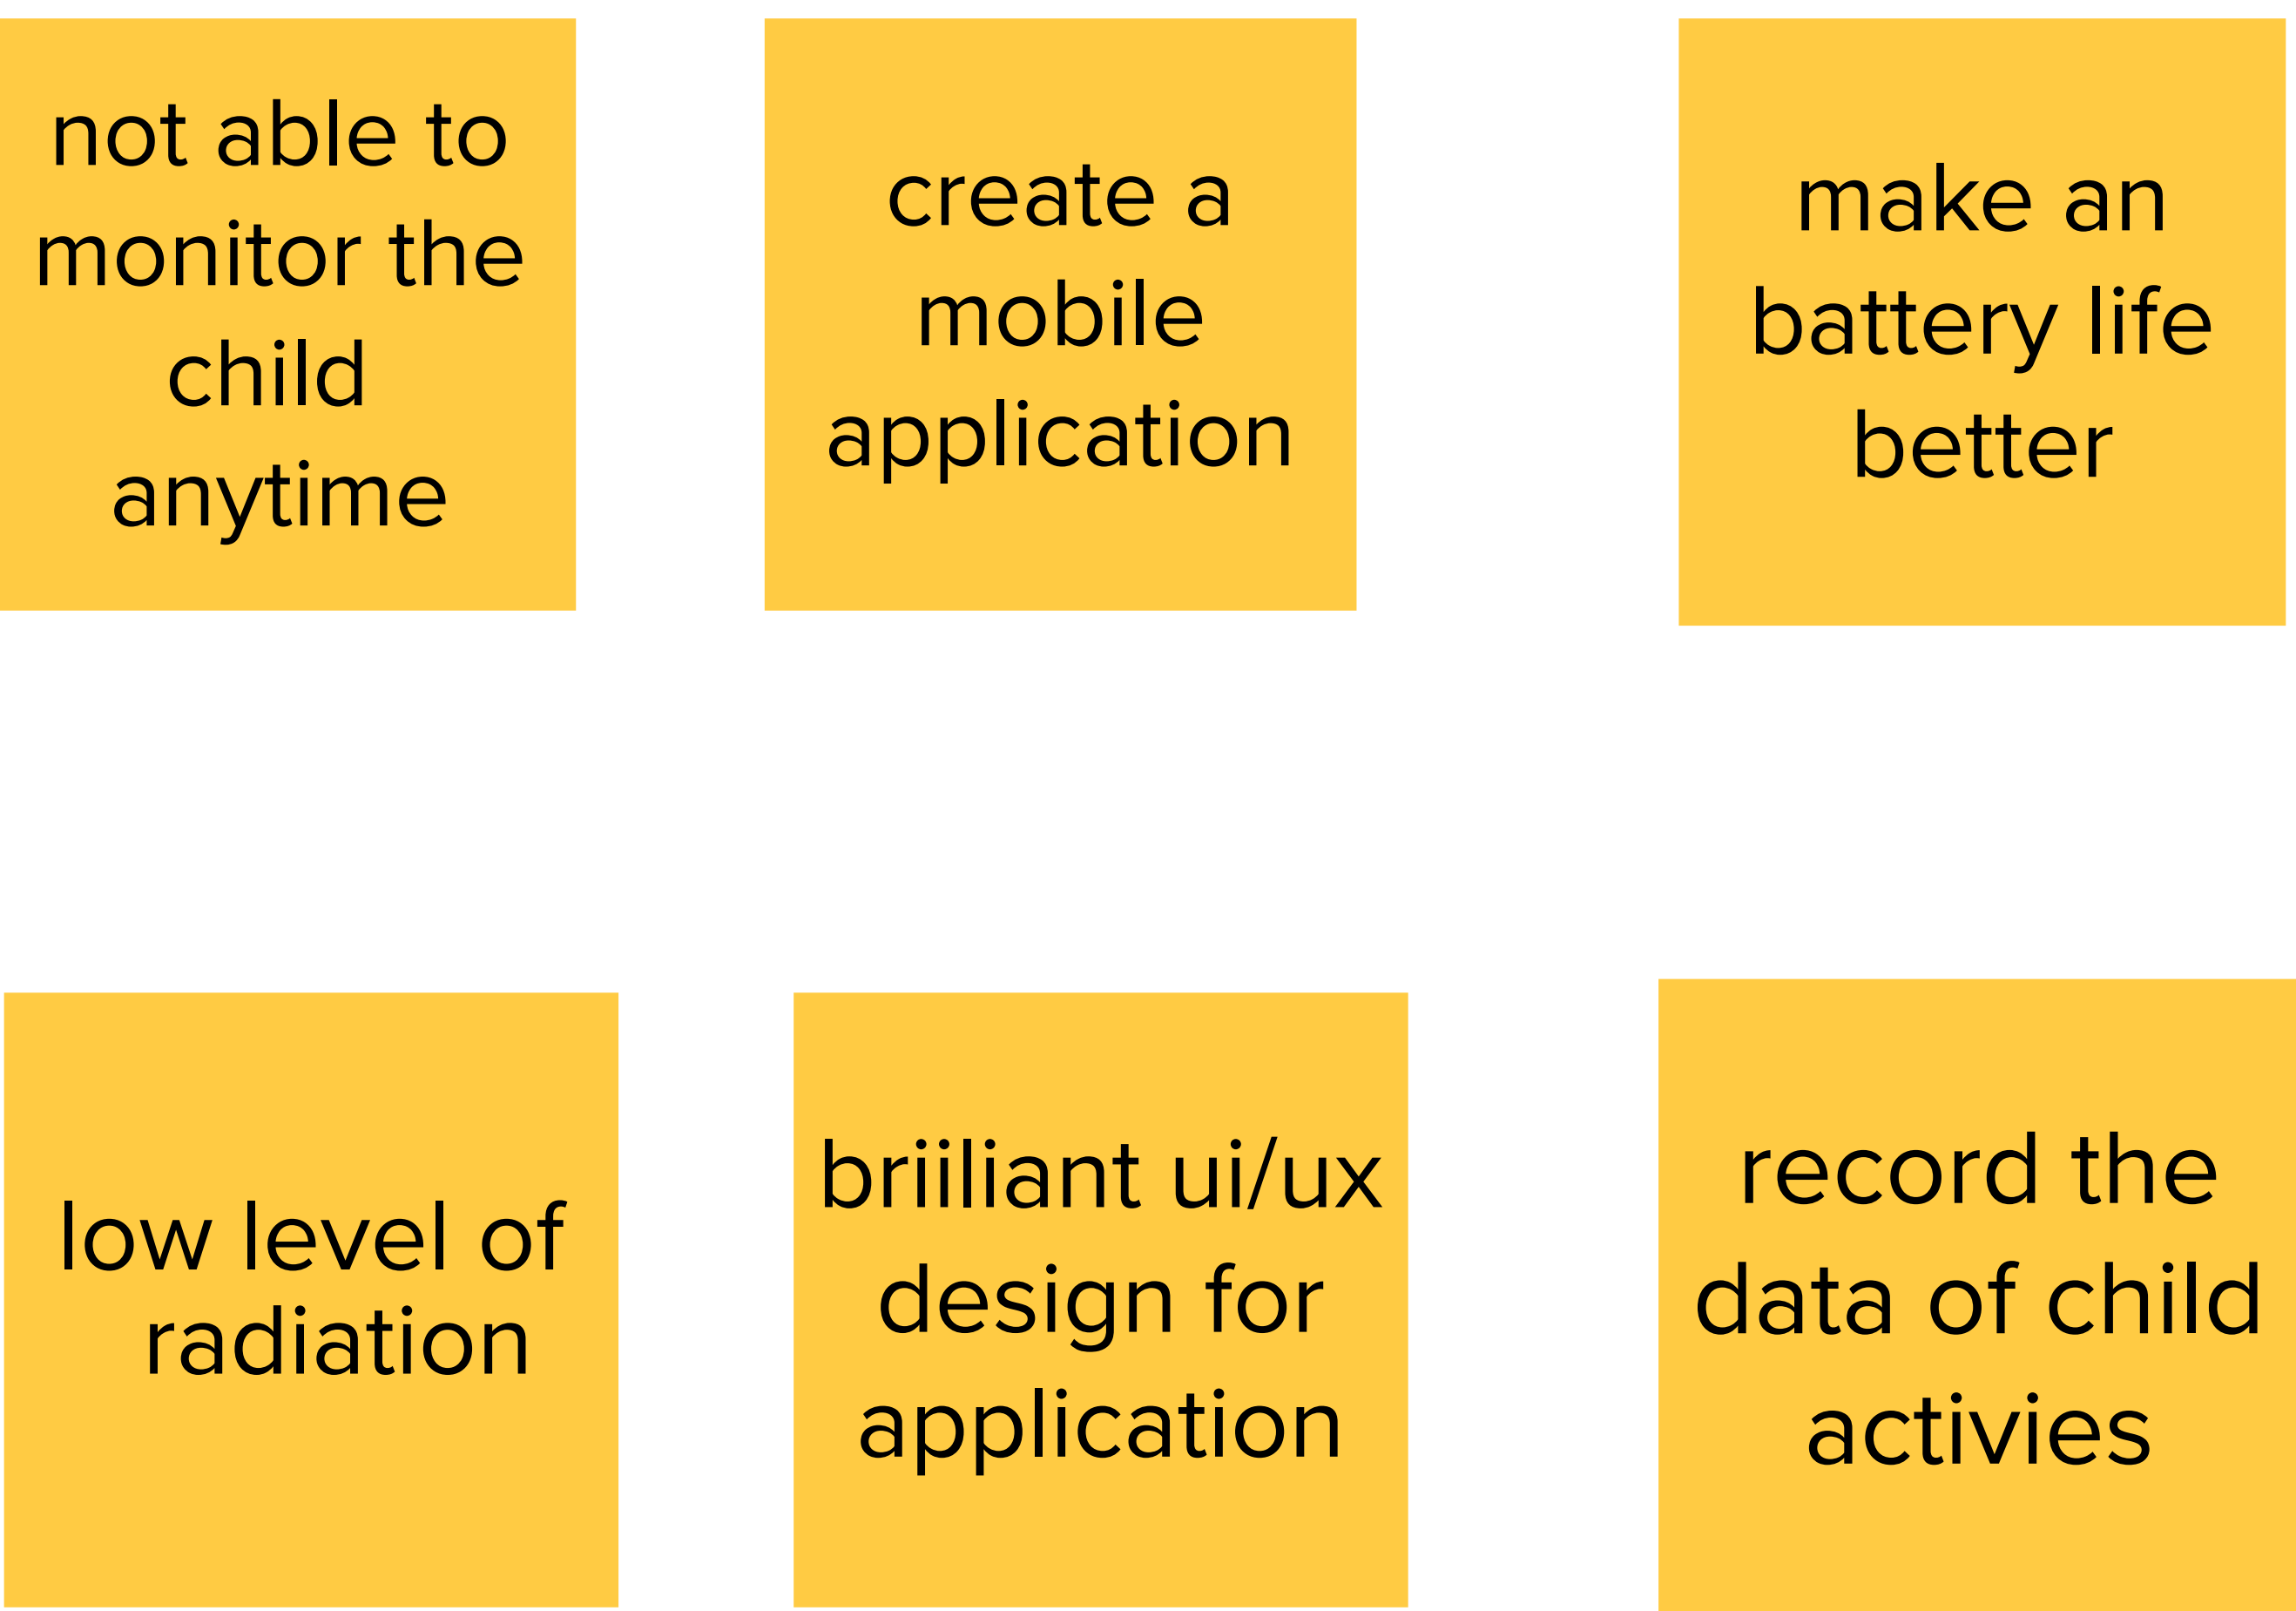 not able to
monitor the
child
anytime
create a
mobile
application
make an
battery life
better
low level of
radiation
briiliant ui/ux
design for
application
record the
data of child
activies